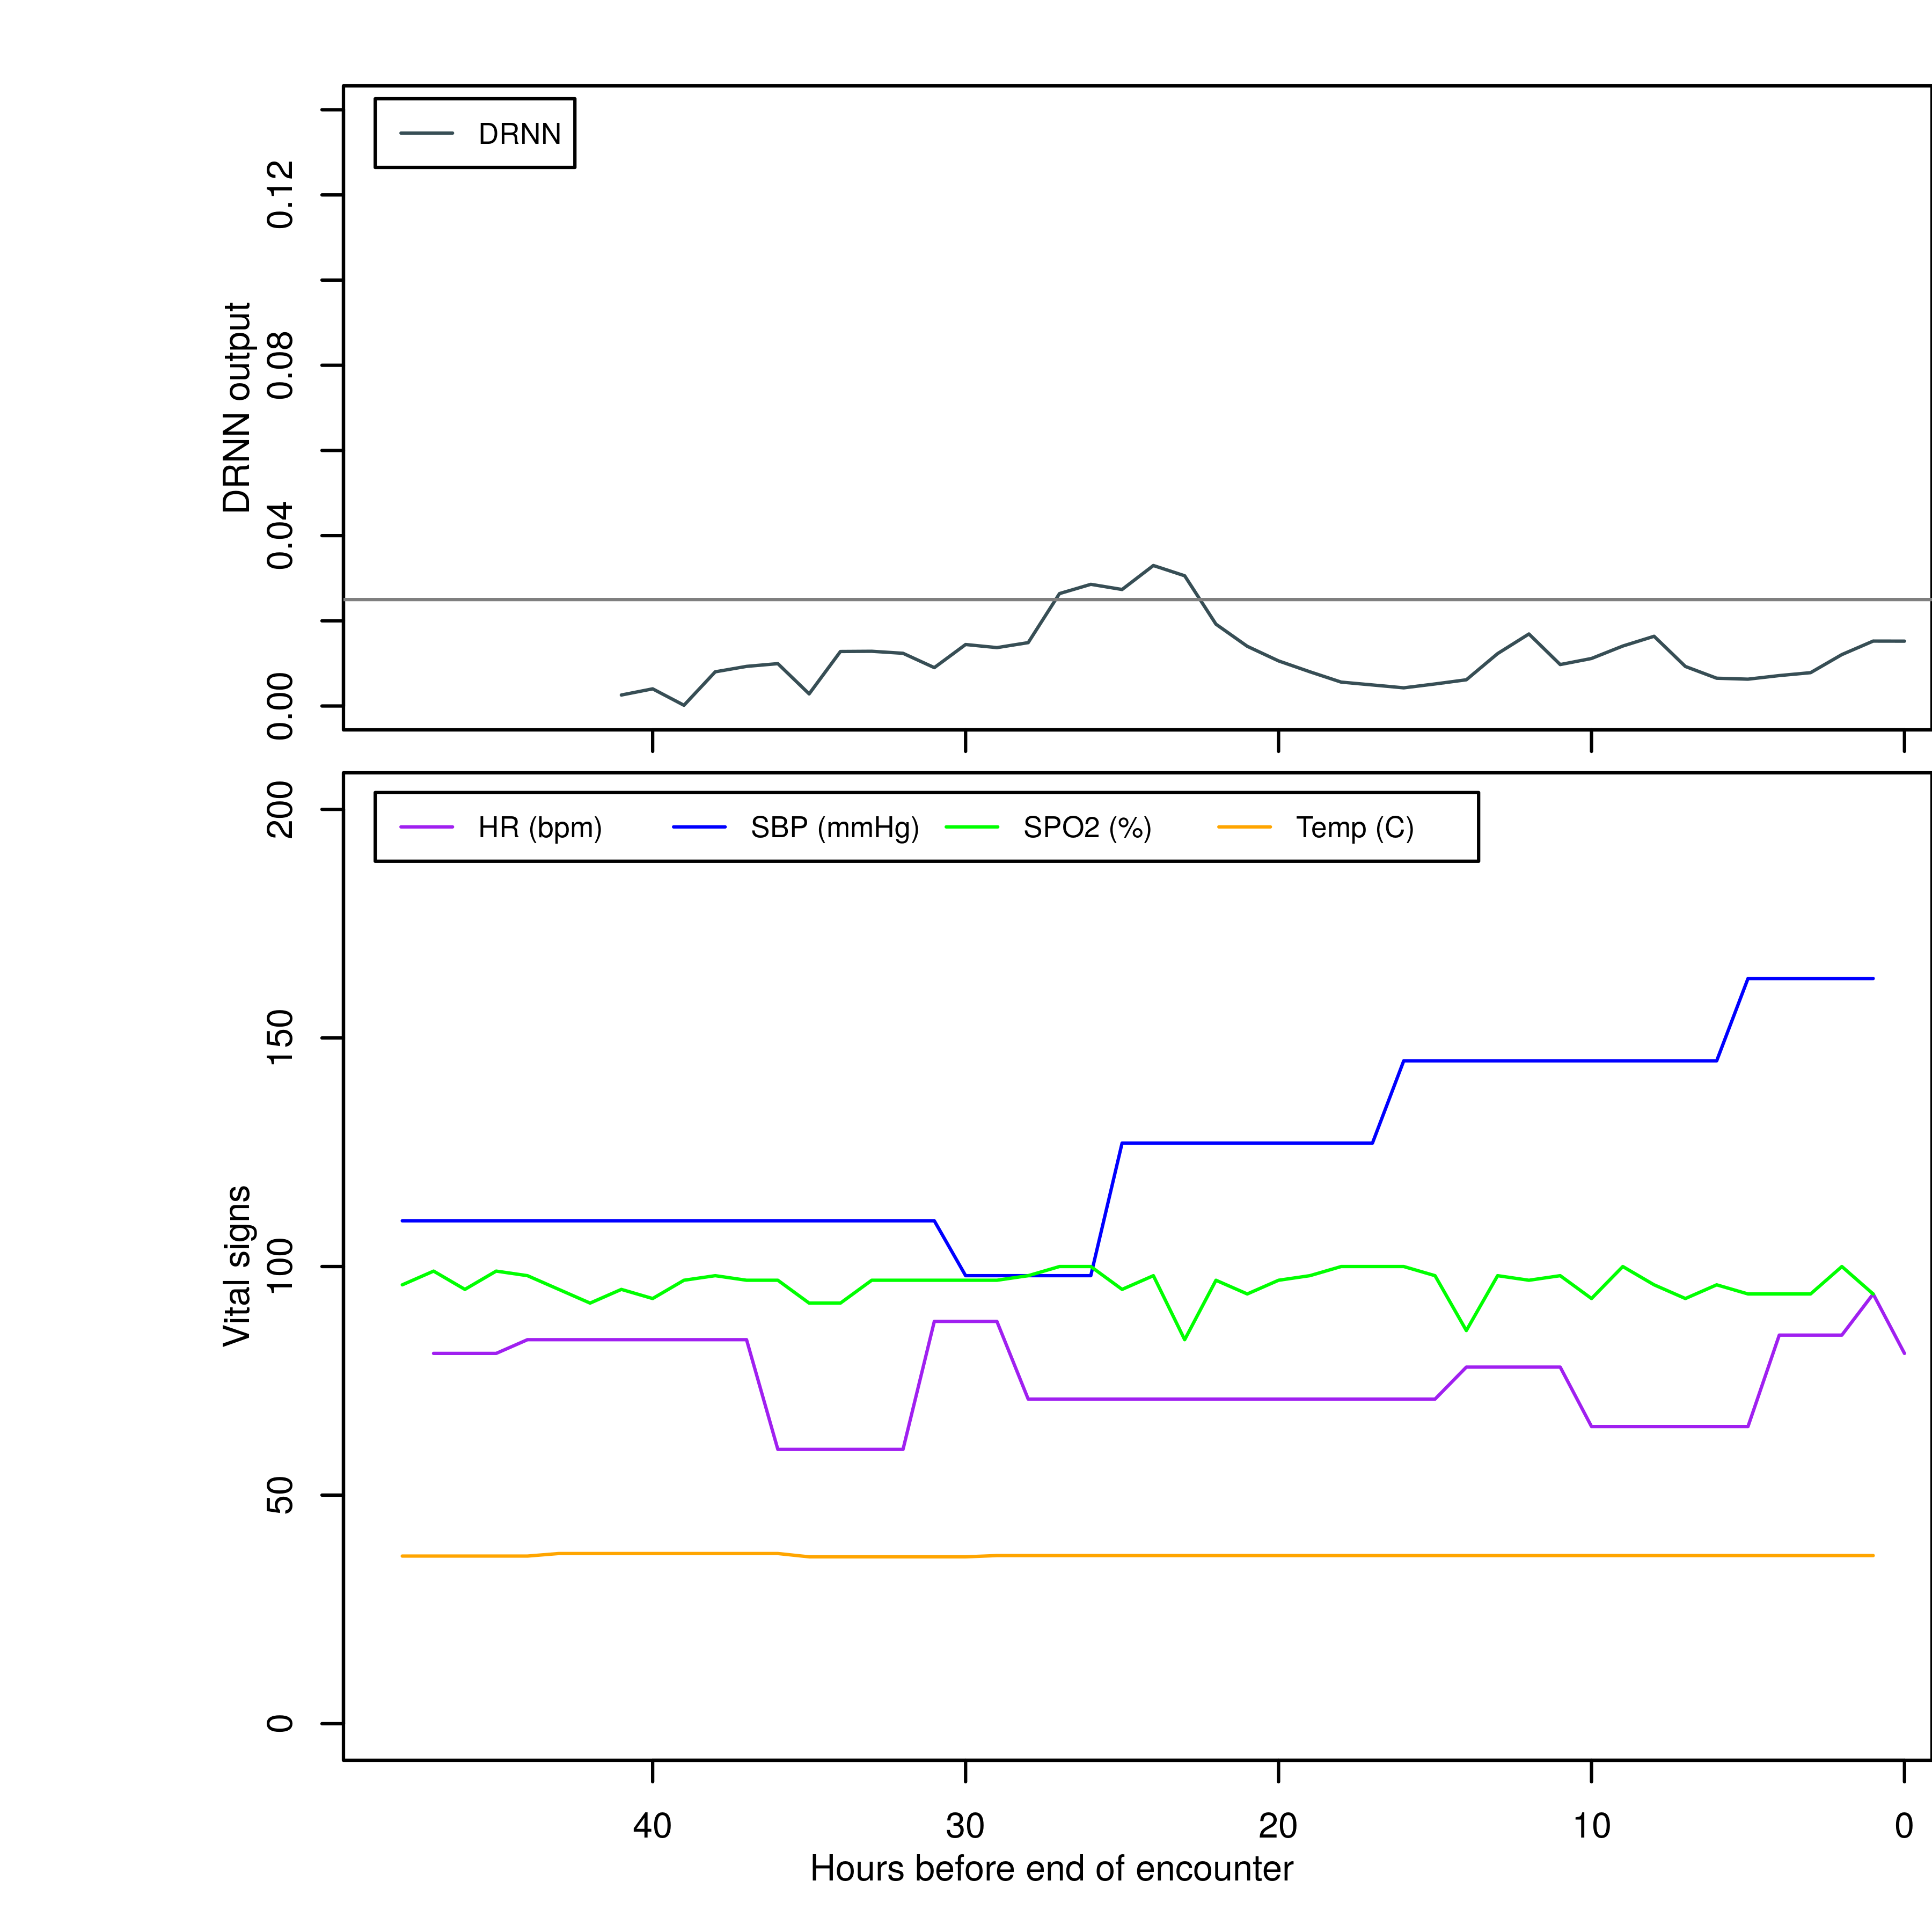 DRNN
0.12
0.08
0.04
0.00
DRNN output
HR (bpm) SBP (mmHg) SPO2 (%) Temp (C)
200
150
100
50
0
Vital signs
40 30 20 10 0
Hours before end of encounter